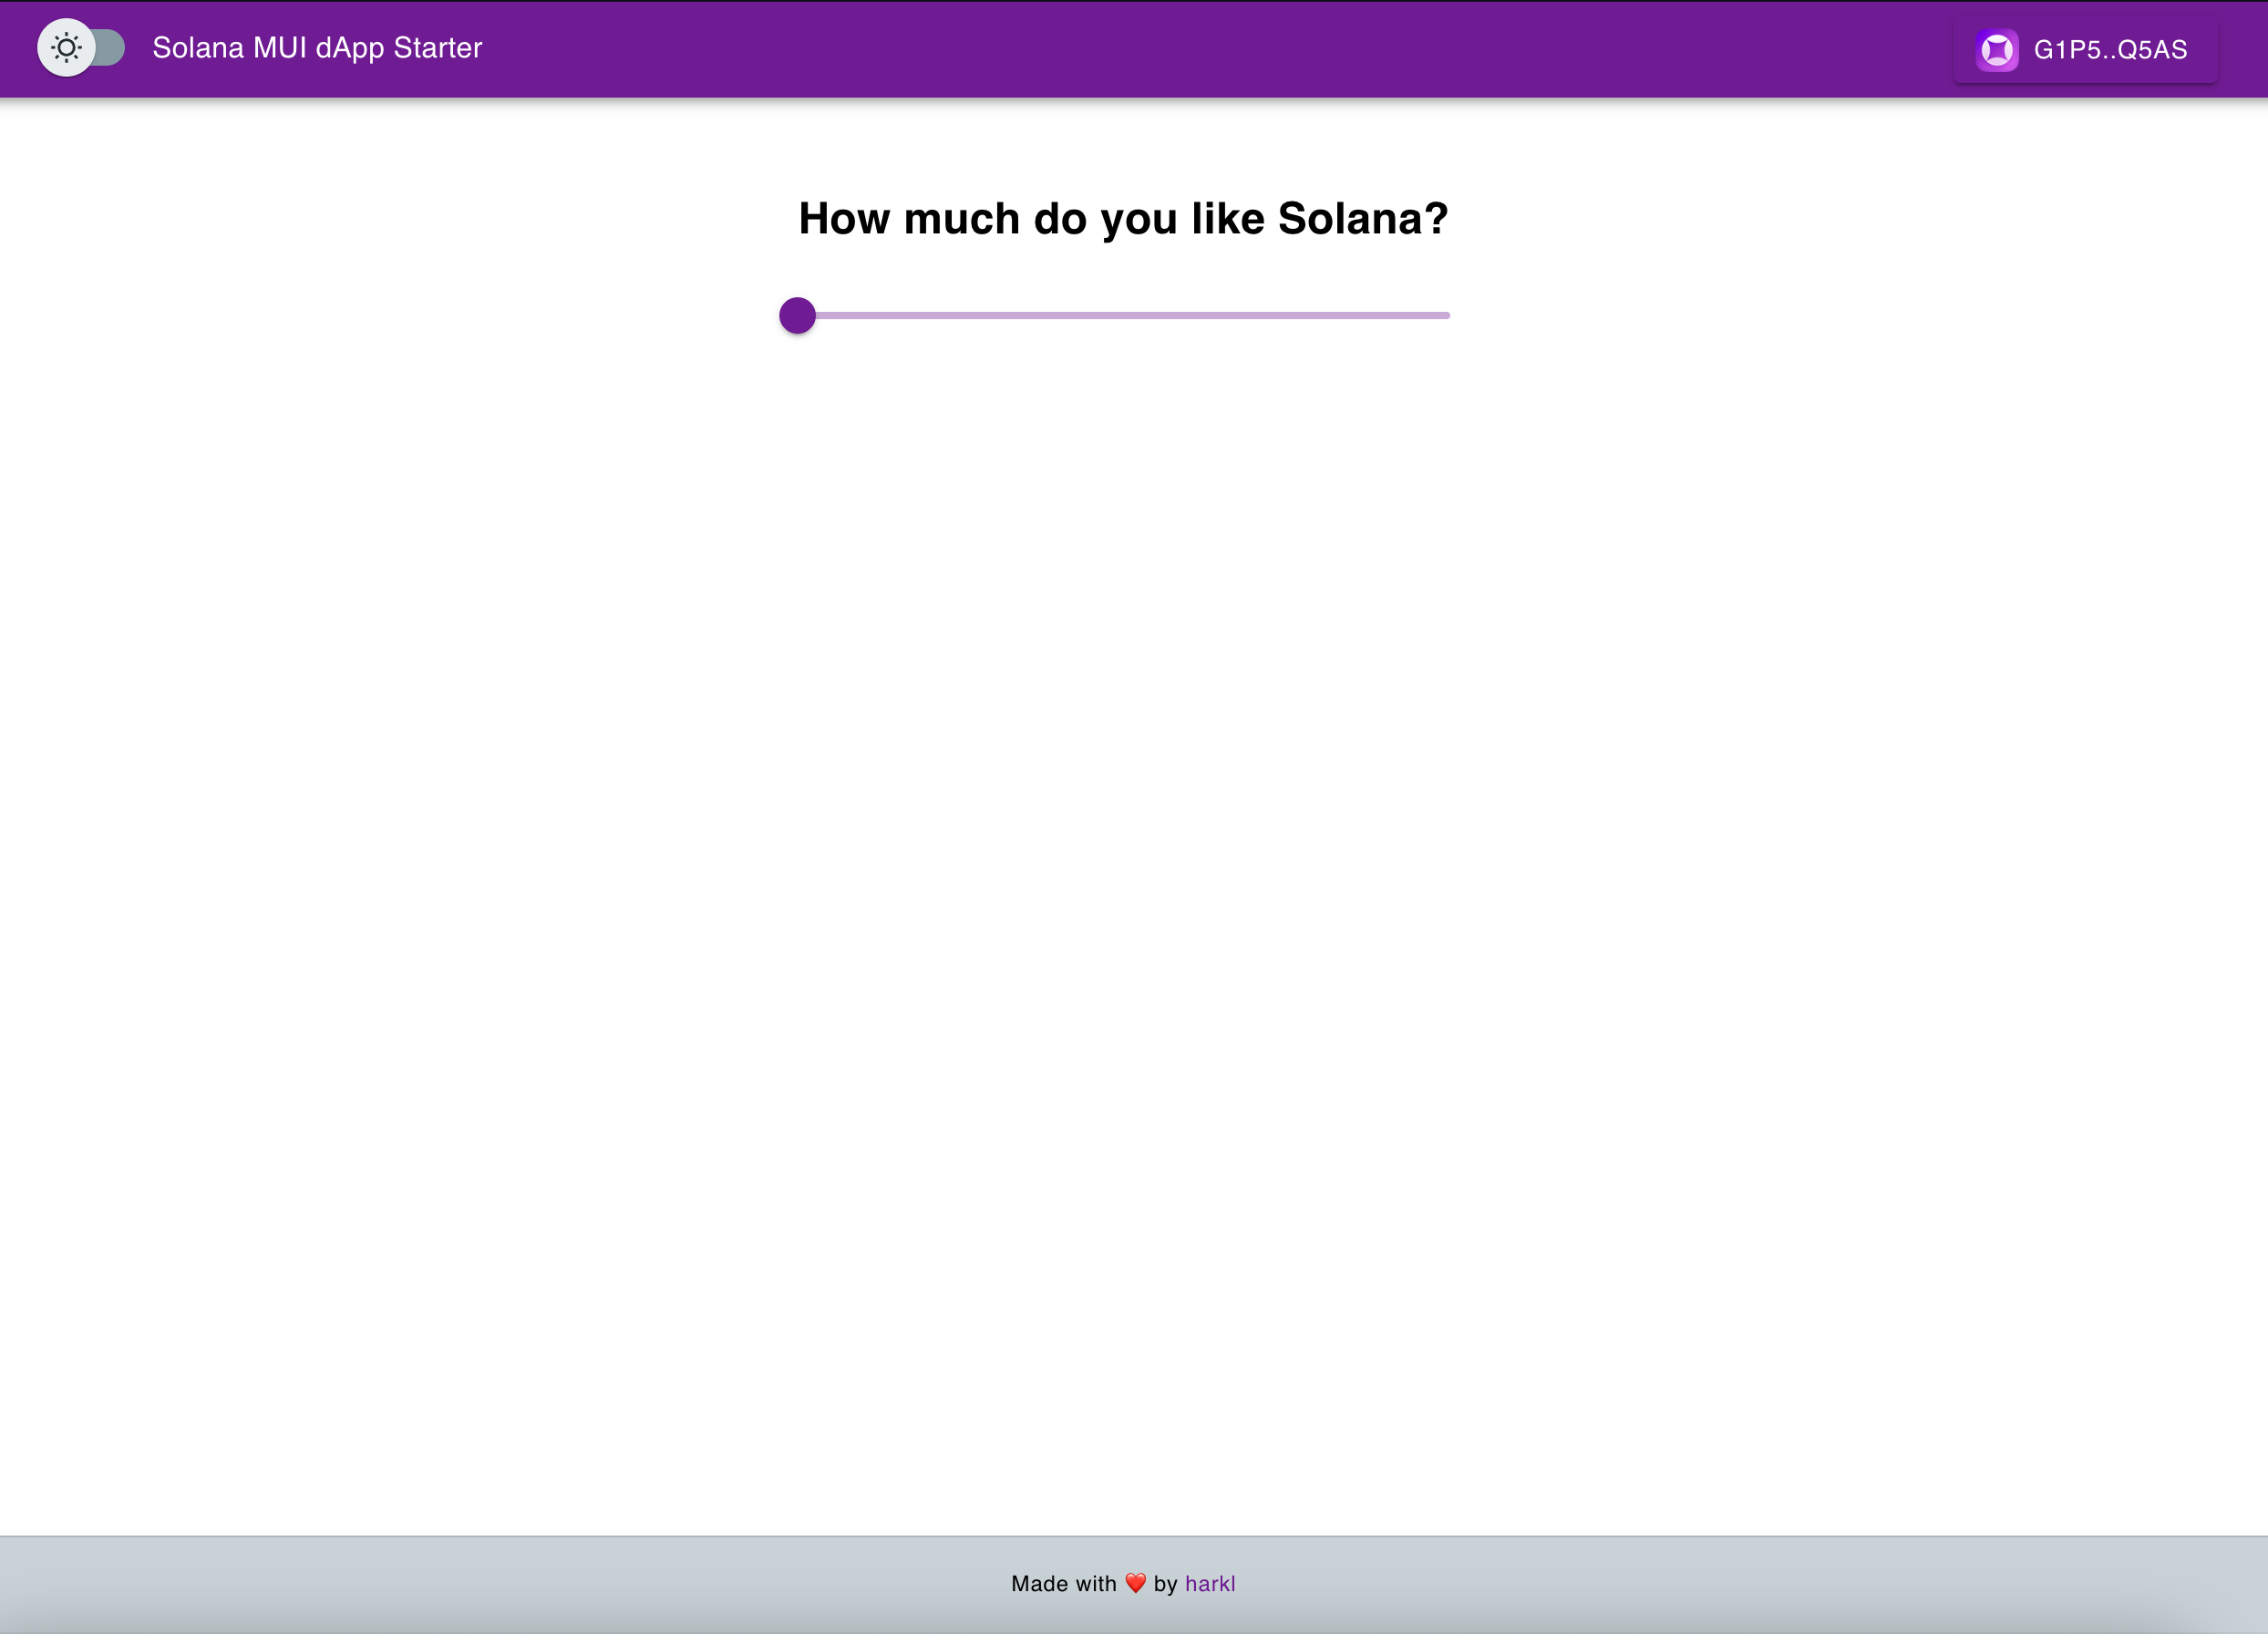 Solana MUI dApp Starter
G1P5..Q5AS
How much do you like Solana?
Made with ❤️ by harkl